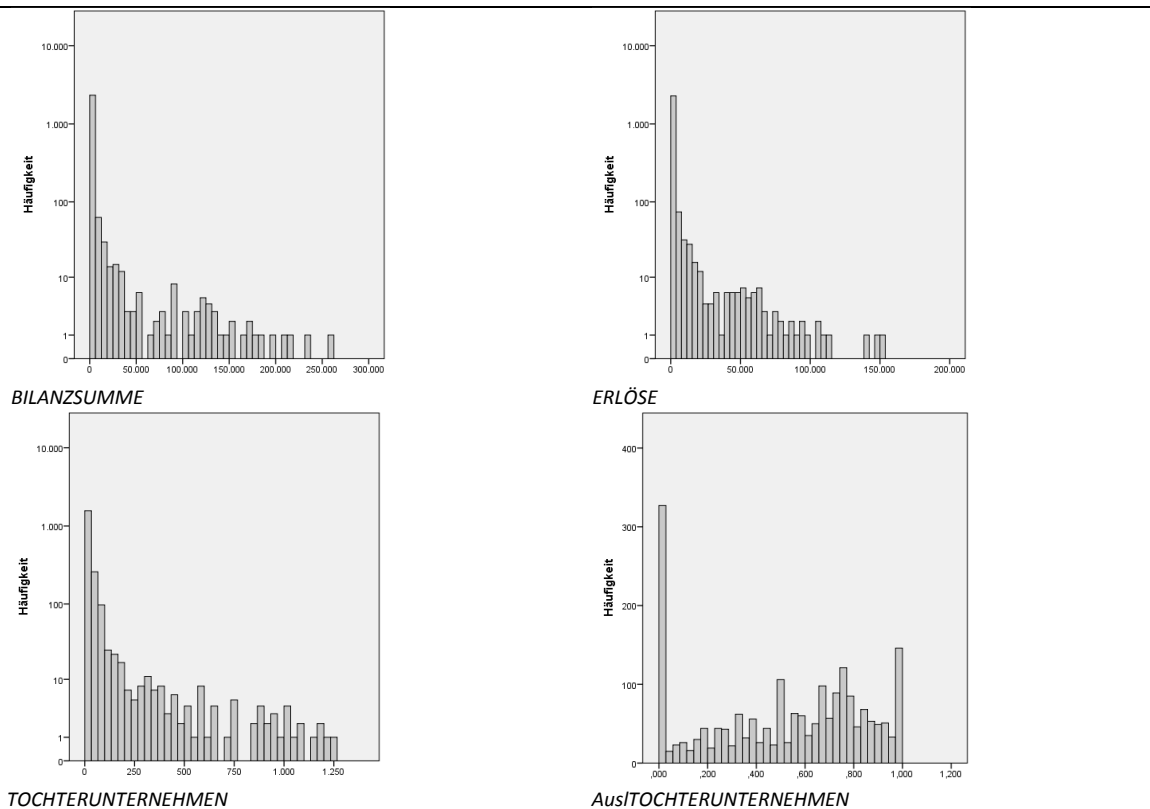 10.000
1.000
100
10
1
0
Häufigkeit
0 50.000 100.000 150.000 200.000 250.000 300.000
BILANZSUMME
10.000
1.000
100
10
1
0
Häufigkeit
0 50.000 100.000 150.000 200.000
ERLÖSE
10.000
1.000
100
10
1
0
Häufigkeit
0 250 500 750 1.000 1.250
TOCHTERUNTERNEHMEN
400
300
200
100
0
Häufigkeit
,000 ,200 ,400 ,600 ,800 1,000 1,200
AuslTOCHTERUNTERNEHMEN